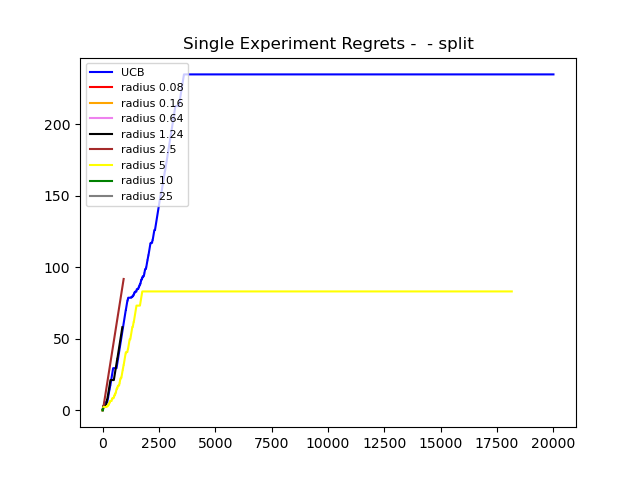 Single Experiment Regrets -  - split
UCB
radius 0.08
radius 0.16
radius 0.64
radius 1.24
radius 2.5
radius 5
radius 10
radius 25
200
150
100
50
0
0 2500 5000 7500 10000 12500 15000 17500 20000